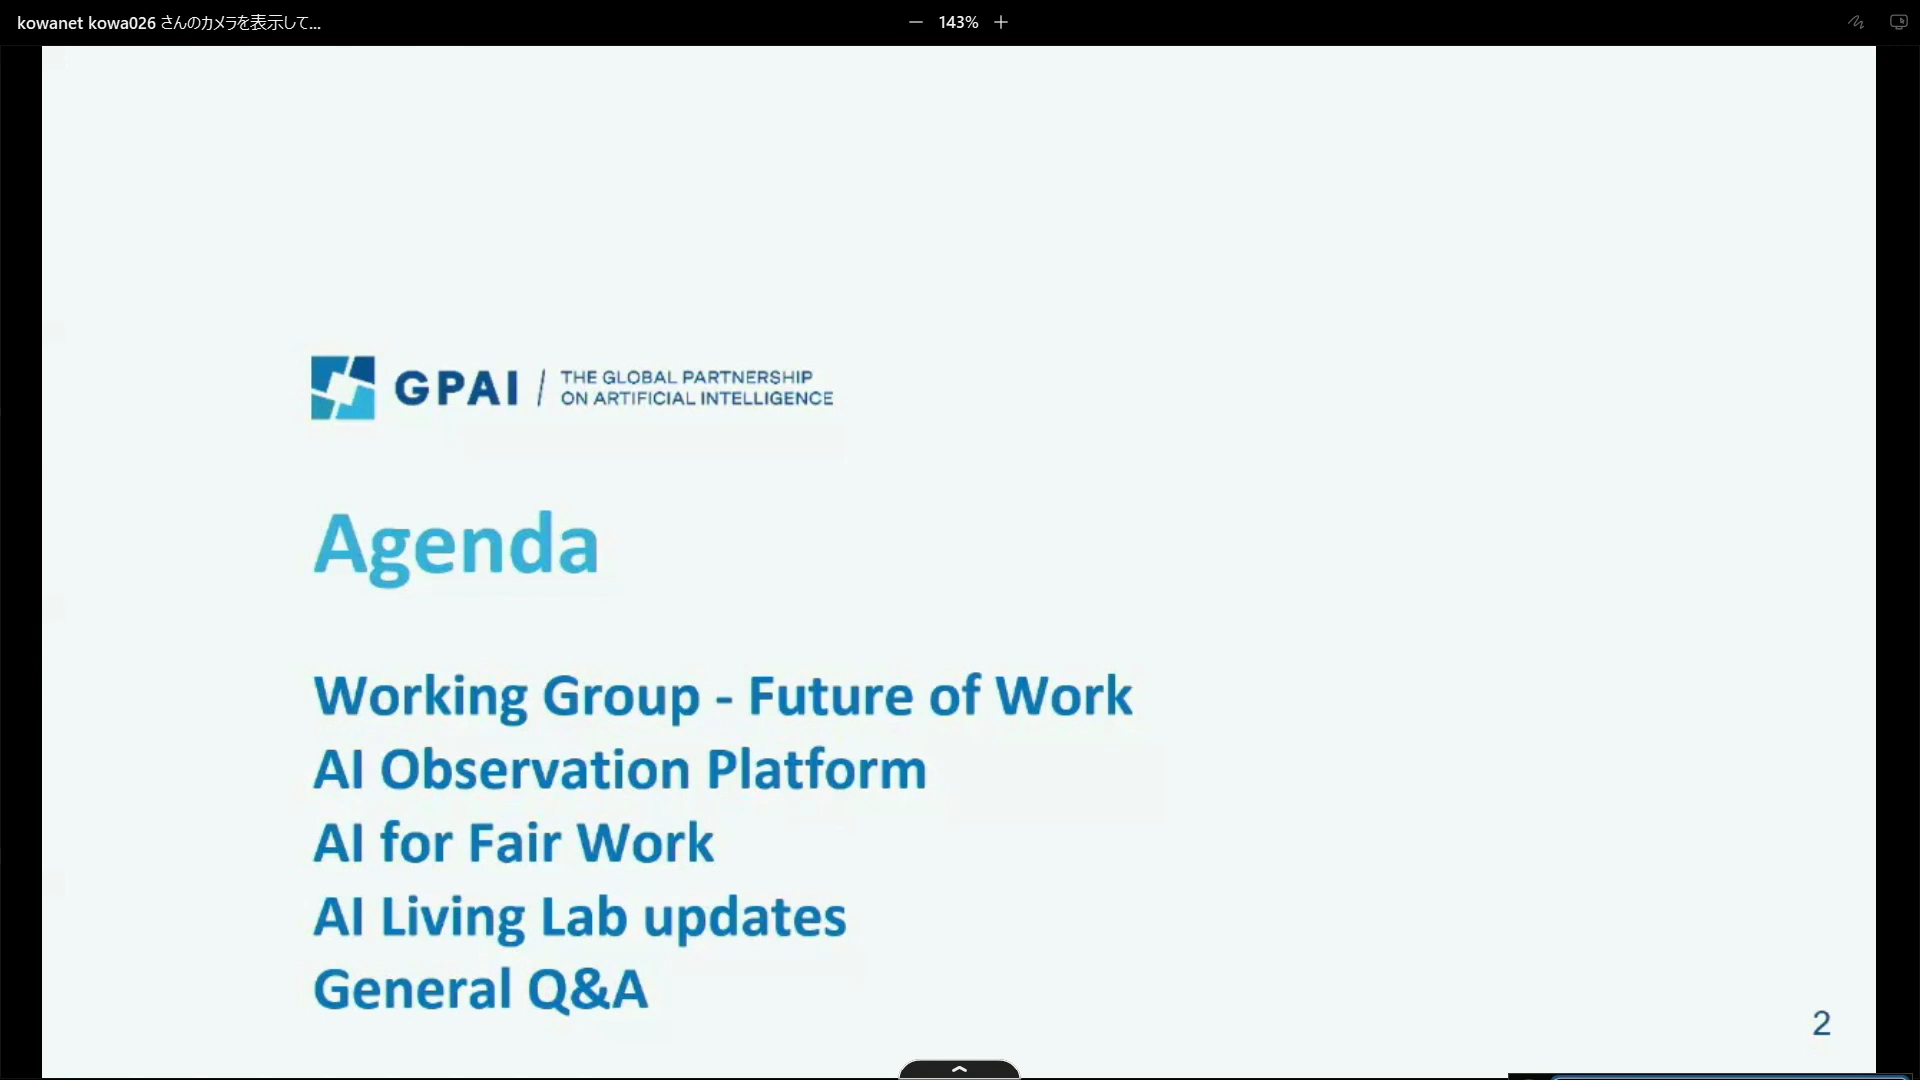 kowanet kowa026 さんのカメラを表示して...
143%
GPAI
THE GLOBAL PARTNERSHIP
ON ARTIFICIAL INTELLIGENCE
Agenda
Working Group - Future of Work
AI Observation Platform
AI for Fair Work
AI Living Lab updates
General Q&A
2